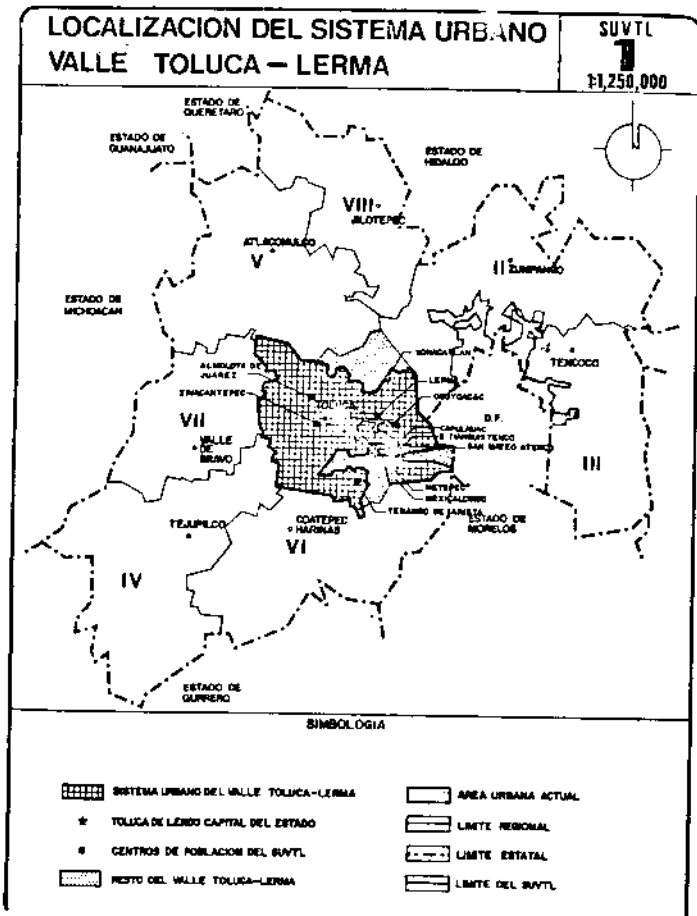 LOCALIZACION DEL SISTEMA URBANO
VALLE TOLUCA – LERMA
SUVTL
1
1:1,250,000
ESTADO DE
QUERETARO
ESTADO DE
GUANAJUATO
ESTADO DE
HIDALGO
VIII
JILOTEPEC
ATLACOMULCO
V
II
ZUMPANGO
ESTADO DE
MICHOACAN
XONACATLAN
TEXCOCO
ALMOLOYA DE
JUAREZ
LERMA
TOLUCA
ZINACANTEPEC
OCOYOACAC
VII
D.F.
CAPULHUAC
TIANGUISTENCO
SAN MATEO ATENCO
VALLE
DE
BRAVO
III
METEPEC
MEXICALCINGO
TENANGO DE
COATEPEC
HARINAS
ESTADO DE
MORELOS
TEJUPILCO
VI
IV
ESTADO DE
GURRERO
SIMBOLOGIA
SISTEMA URBANO DEL VALLE TOLUCA-LERMA
AREA URBANA ACTUAL
TOLUCA DE LERDO CAPITAL DEL ESTADO
LIMITE REGIONAL
CENTROS DE POBLACION DEL SUVTL
LIMITE ESTATAL
RESTO DEL VALLE TOLUCA-LERMA
LIMITE DEL SUVTL